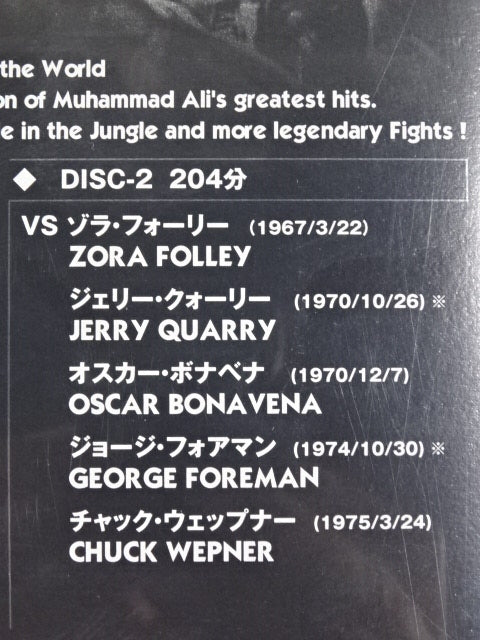 the World
on of Muhammad Ali's greatest hits.
e in the Jungle and more legendary Fights !
◆ DISC-2 204分
VS ゾラ・フォーリー (1967/3/22)
ZORA FOLLEY
ジェリー・クォーリー (1970/10/26) ※
JERRY QUARRY
オスカー・ボナベナ (1970/12/7)
OSCAR BONAVENA
ジョージ・フォアマン (1974/10/30) ※
GEORGE FOREMAN
チャック・ウェップナー (1975/3/24)
CHUCK WEPNER